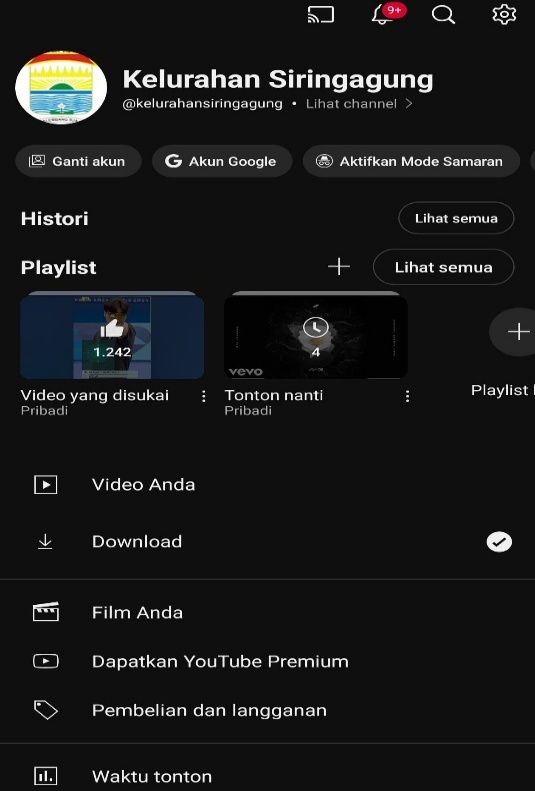 9+
Kelurahan Siringagung
@kelurahansiringagung • Lihat channel >
Ganti akun
G Akun Google
Aktifkan Mode Samaran
Histori
Lihat semua
Playlist
Lihat semua
1.242
4
vevo
Video yang disukai
Pribadi
Tonton nanti
Pribadi
Playlist
Video Anda
Download
Film Anda
Dapatkan YouTube Premium
Pembelian dan langganan
Waktu tonton